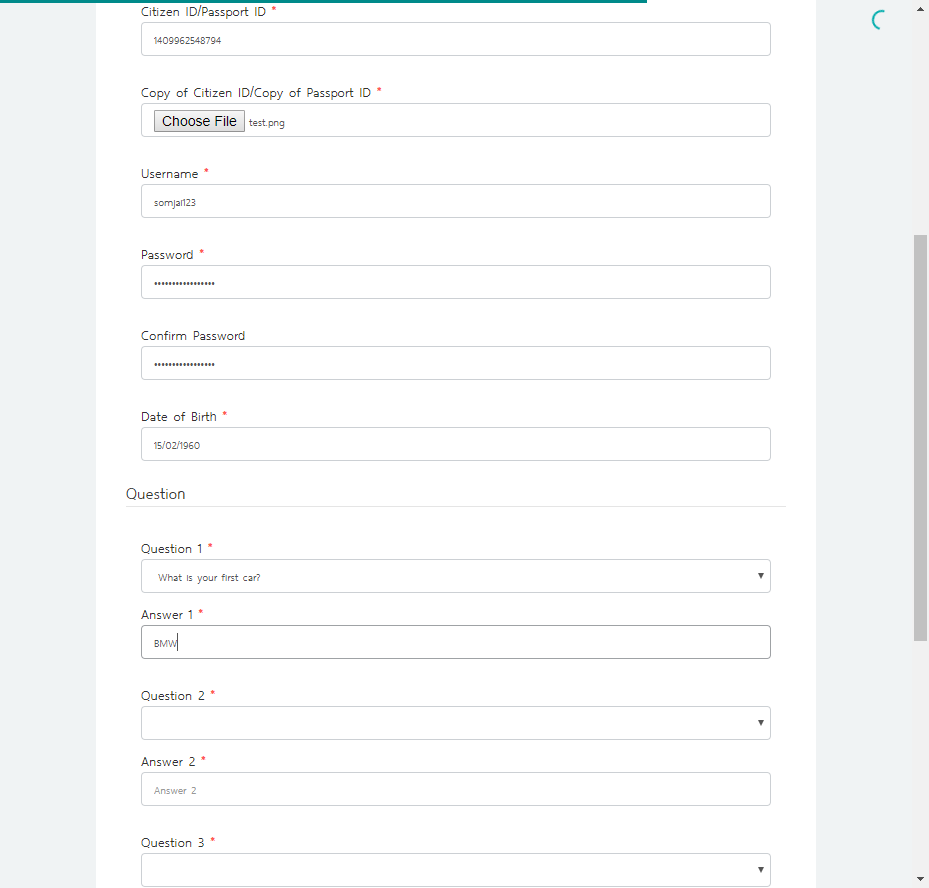 Citizen ID/Passport ID *
1409962548794
Copy of Citizen ID/Copy of Passport ID *
Choose File test.png
Username *
somjai123
Password *
•••••••••••••••••
Confirm Password
•••••••••••••••••
Date of Birth *
15/02/1960
Question
Question 1 *
What is your first car?
Answer 1 *
BMW
Question 2 *
Answer 2 *
Answer 2
Question 3 *